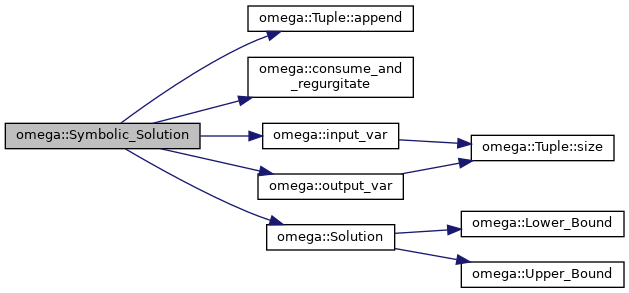 omega::Tuple::append
omega::consume_and
_regurgitate
omega::Symbolic_Solution
omega::input_var
omega::Tuple::size
omega::output_var
omega::Solution
omega::Lower_Bound
omega::Upper_Bound